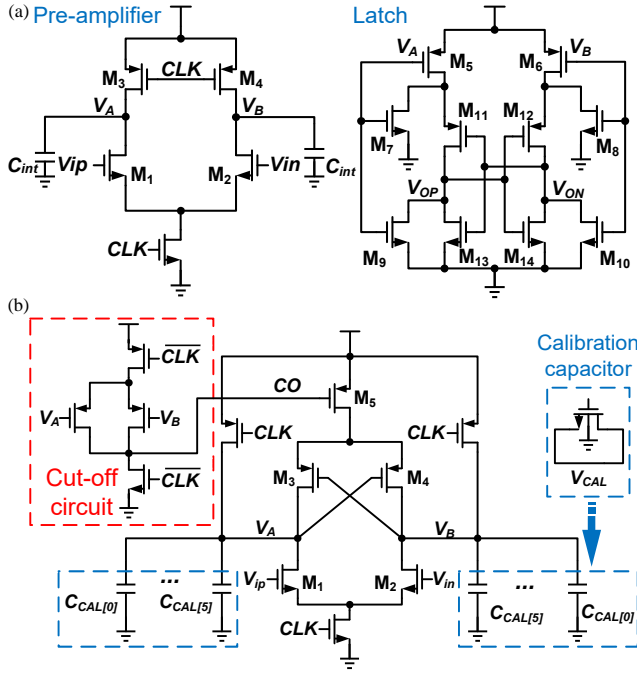 (a) Pre-amplifier Latch
M3 CLK M4
VA VB
Cint Vip M1 M2 Vin Cint
CLK
VA M5 M6 VB
M7 M11 M12 M8
VOP VON
M9 M13 M14 M10
(b)
CLK
VA VB
CLK
Cut-off
circuit
CO M5
CLK CLK
M3 M4
VA VB
Vip M1 M2 Vin
CLK
CCAL[0] ... CCAL[5]
CCAL[5] ... CCAL[0]
Calibration
capacitor
VCAL